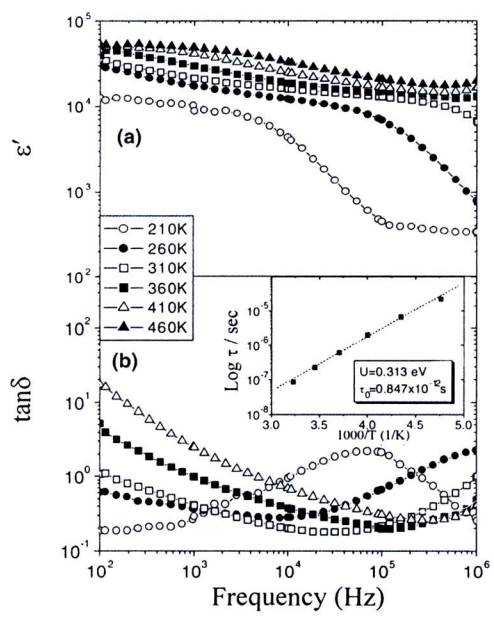 10^5
10^4
10^3
10^2
ε'
(a)
210K
260K
310K
360K
410K
460K
10^2
10^1
10^0
10^-1
tanδ
(b)
10^-5
10^-6
10^-7
10^-8
Log τ / sec
U=0.313 eV
τ_0=0.847x10^-12s
3.0 3.5 4.0 4.5 5.0
1000/T (1/K)
10^2 10^3 10^4 10^5 10^6
Frequency (Hz)